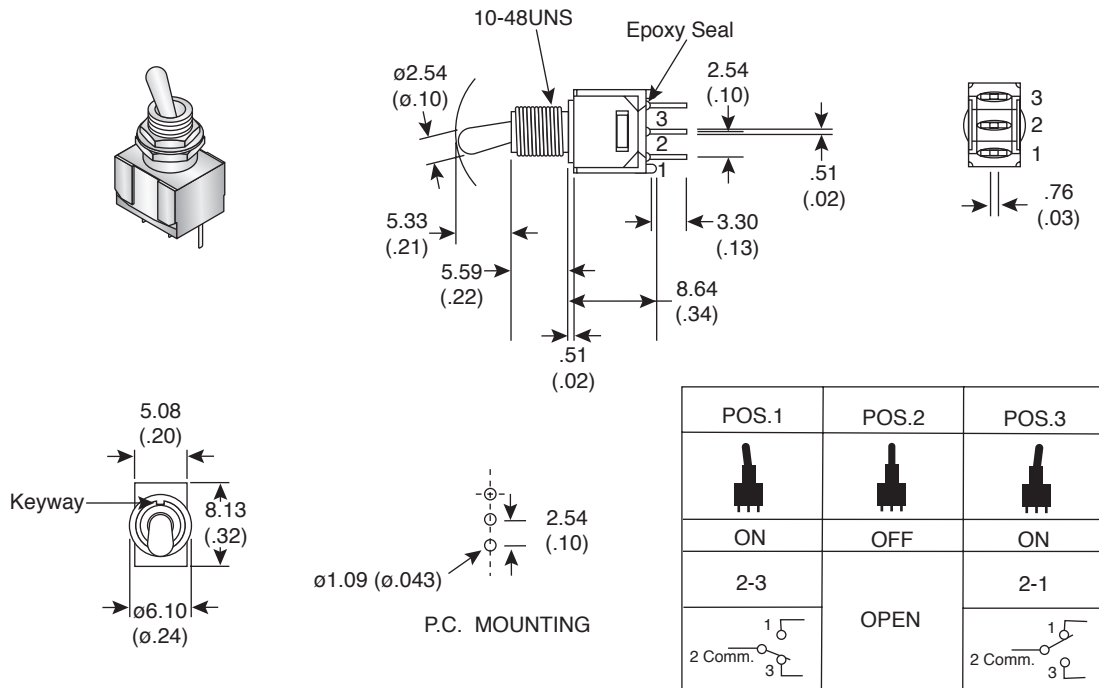 10-48UNS
Epoxy Seal
ø2.54
(ø.10)
2.54
(.10)
3
2
1
3
2
1
.51
(.02)
.76
(.03)
5.33
(.21)
3.30
(.13)
5.59
(.22)
8.64
(.34)
.51
(.02)
5.08
(.20)
Keyway
8.13
(.32)
ø6.10
(ø.24)
2.54
(.10)
ø1.09 (ø.043)
P.C. MOUNTING
POS.1 POS.2 POS.3
ON OFF ON
2-3 OPEN 2-1
1
2 Comm.
3
1
2 Comm.
3